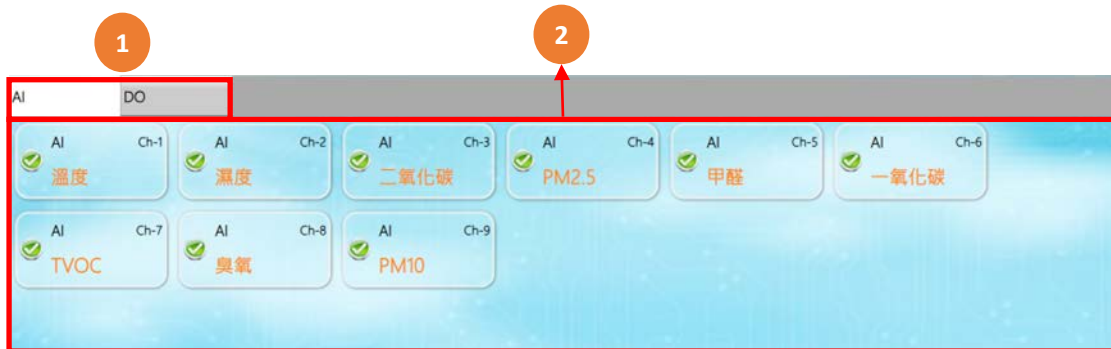 1
2
AI DO
AI Ch-1
溫度
AI Ch-2
濕度
AI Ch-3
二氧化碳
AI Ch-4
PM2.5
AI Ch-5
甲醛
AI Ch-6
一氧化碳
AI Ch-7
TVOC
AI Ch-8
臭氧
AI Ch-9
PM10